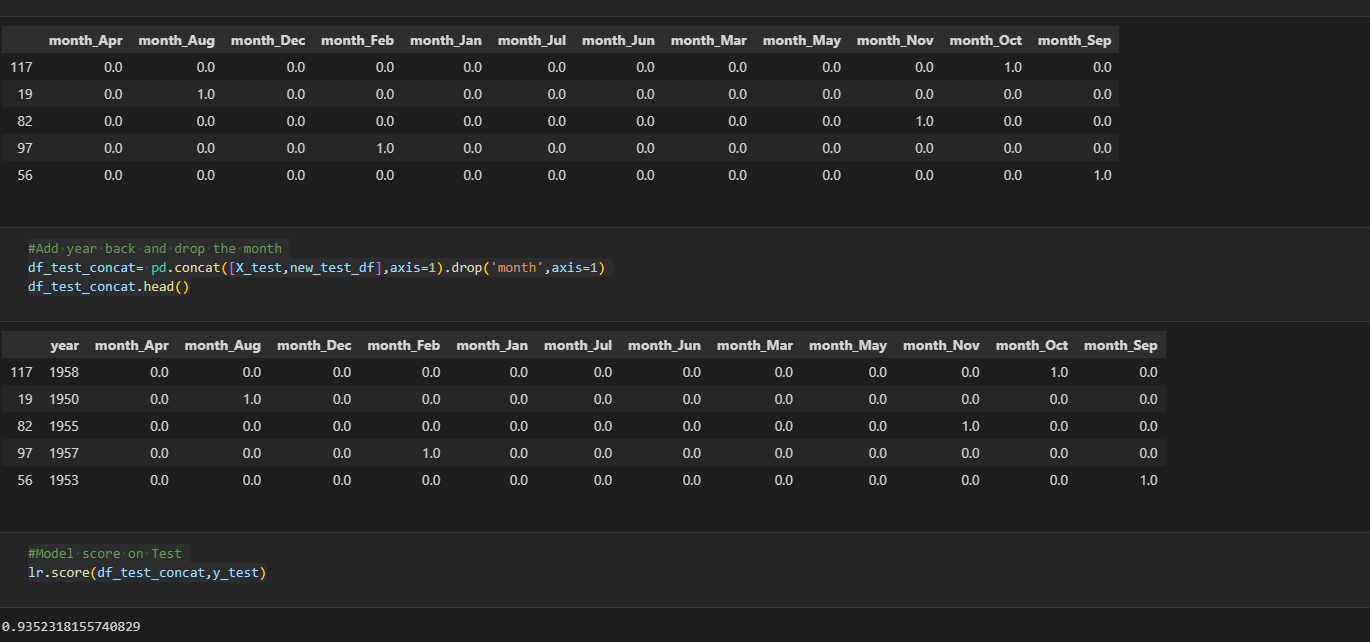 month_Apr month_Aug month_Dec month_Feb month_Jan month_Jul month_Jun month_Mar month_May month_Nov month_Oct month_Sep
117 0.0 0.0 0.0 0.0 0.0 0.0 0.0 0.0 0.0 0.0 1.0 0.0
19 0.0 1.0 0.0 0.0 0.0 0.0 0.0 0.0 0.0 0.0 0.0 0.0
82 0.0 0.0 0.0 0.0 0.0 0.0 0.0 0.0 0.0 1.0 0.0 0.0
97 0.0 0.0 0.0 1.0 0.0 0.0 0.0 0.0 0.0 0.0 0.0 0.0
56 0.0 0.0 0.0 0.0 0.0 0.0 0.0 0.0 0.0 0.0 0.0 1.0
#Add year back and drop the month
df_test_concat= pd.concat([X_test,new_test_df],axis=1).drop('month',axis=1)
df_test_concat.head()
year month_Apr month_Aug month_Dec month_Feb month_Jan month_Jul month_Jun month_Mar month_May month_Nov month_Oct month_Sep
117 1958 0.0 0.0 0.0 0.0 0.0 0.0 0.0 0.0 0.0 0.0 1.0 0.0
19 1950 0.0 1.0 0.0 0.0 0.0 0.0 0.0 0.0 0.0 0.0 0.0 0.0
82 1955 0.0 0.0 0.0 0.0 0.0 0.0 0.0 0.0 0.0 1.0 0.0 0.0
97 1957 0.0 0.0 0.0 1.0 0.0 0.0 0.0 0.0 0.0 0.0 0.0 0.0
56 1953 0.0 0.0 0.0 0.0 0.0 0.0 0.0 0.0 0.0 0.0 0.0 1.0
#Model score on Test
lr.score(df_test_concat,y_test)
0.9352318155740829